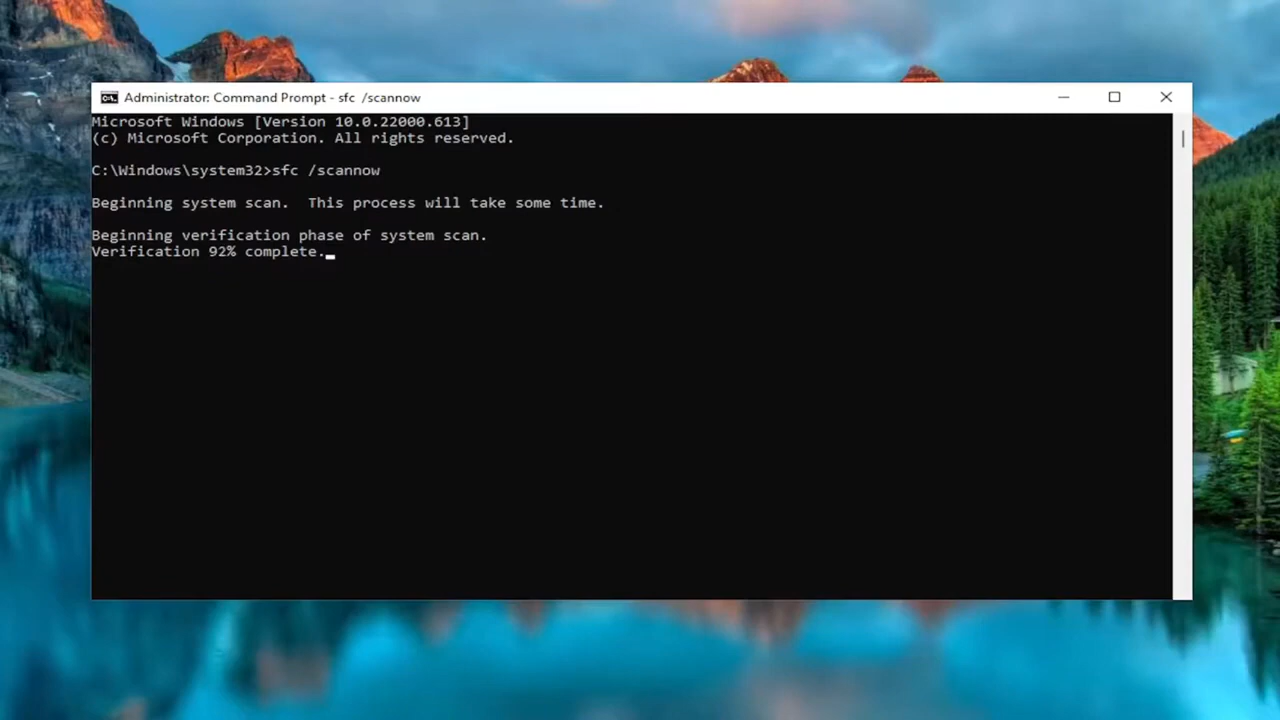 Administrator: Command Prompt - sfc  /scannow
Microsoft Windows [Version 10.0.22000.613]
(c) Microsoft Corporation. All rights reserved.
C:\Windows\system32>sfc /scannow
Beginning system scan.  This process will take some time.
Beginning verification phase of system scan.
Verification 92% complete.